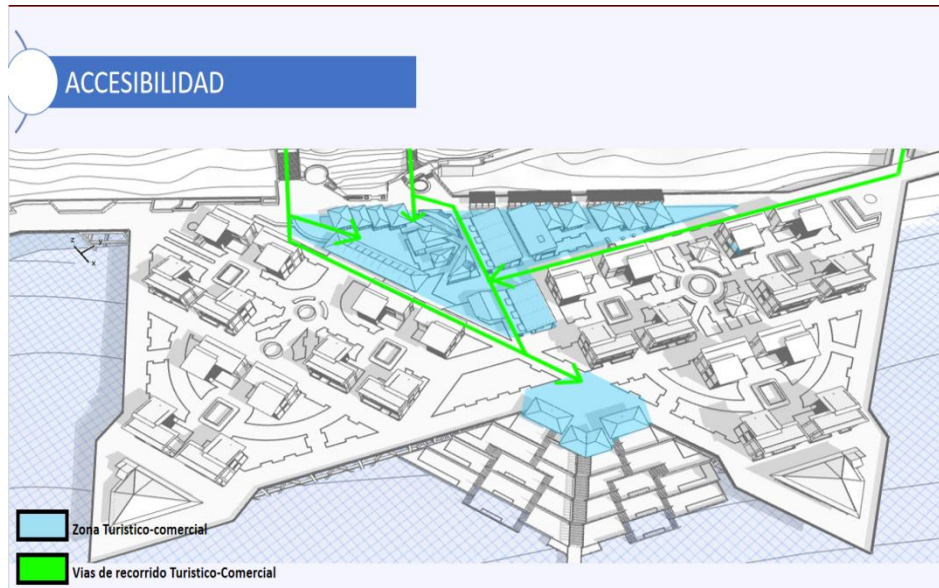 ACCESIBILIDAD
z
y
x
Zona Turistico-comercial
Vias de recorrido Turistico-Comercial